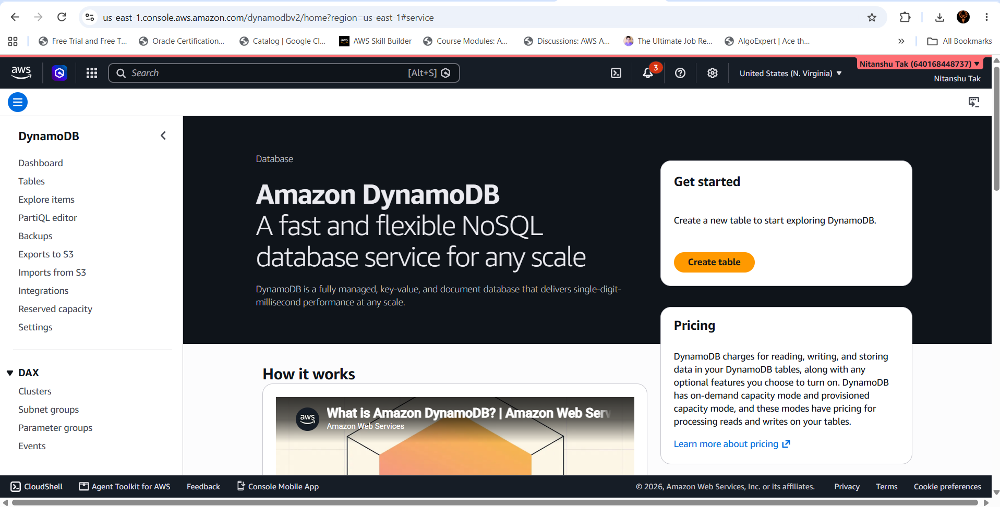 us-east-1.console.aws.amazon.com/dynamodbv2/home?region=us-east-1#service
Free Trial and Free T...
Oracle Certification...
Catalog | Google Cl...
aws
AWS Skill Builder
Course Modules: A...
Discussions: AWS A...
The Ultimate Job Re...
AlgoExpert | Ace th...
»
All Bookmarks
aws
Search
[Alt+S]
3
United States (N. Virginia)
Nitanshu Tak (640168448737)
Nitanshu Tak
DynamoDB
Dashboard
Tables
Explore items
PartiQL editor
Backups
Exports to S3
Imports from S3
Integrations
Reserved capacity
Settings
DAX
Clusters
Subnet groups
Parameter groups
Events
Database
Amazon DynamoDB
A fast and flexible NoSQL
database service for any scale
DynamoDB is a fully managed, key-value, and document database that delivers single-digit-
millisecond performance at any scale.
Get started
Create a new table to start exploring DynamoDB.
Create table
Pricing
DynamoDB charges for reading, writing, and storing
data in your DynamoDB tables, along with any
optional features you choose to turn on. DynamoDB
has on-demand capacity mode and provisioned
capacity mode, and these modes have pricing for
processing reads and writes on your tables.
Learn more about pricing
How it works
aws
What is Amazon DynamoDB? | Amazon Web Serv
Amazon Web Services
CloudShell
Agent Toolkit for AWS
Feedback
Console Mobile App
© 2026, Amazon Web Services, Inc. or its affiliates.
Privacy
Terms
Cookie preferences